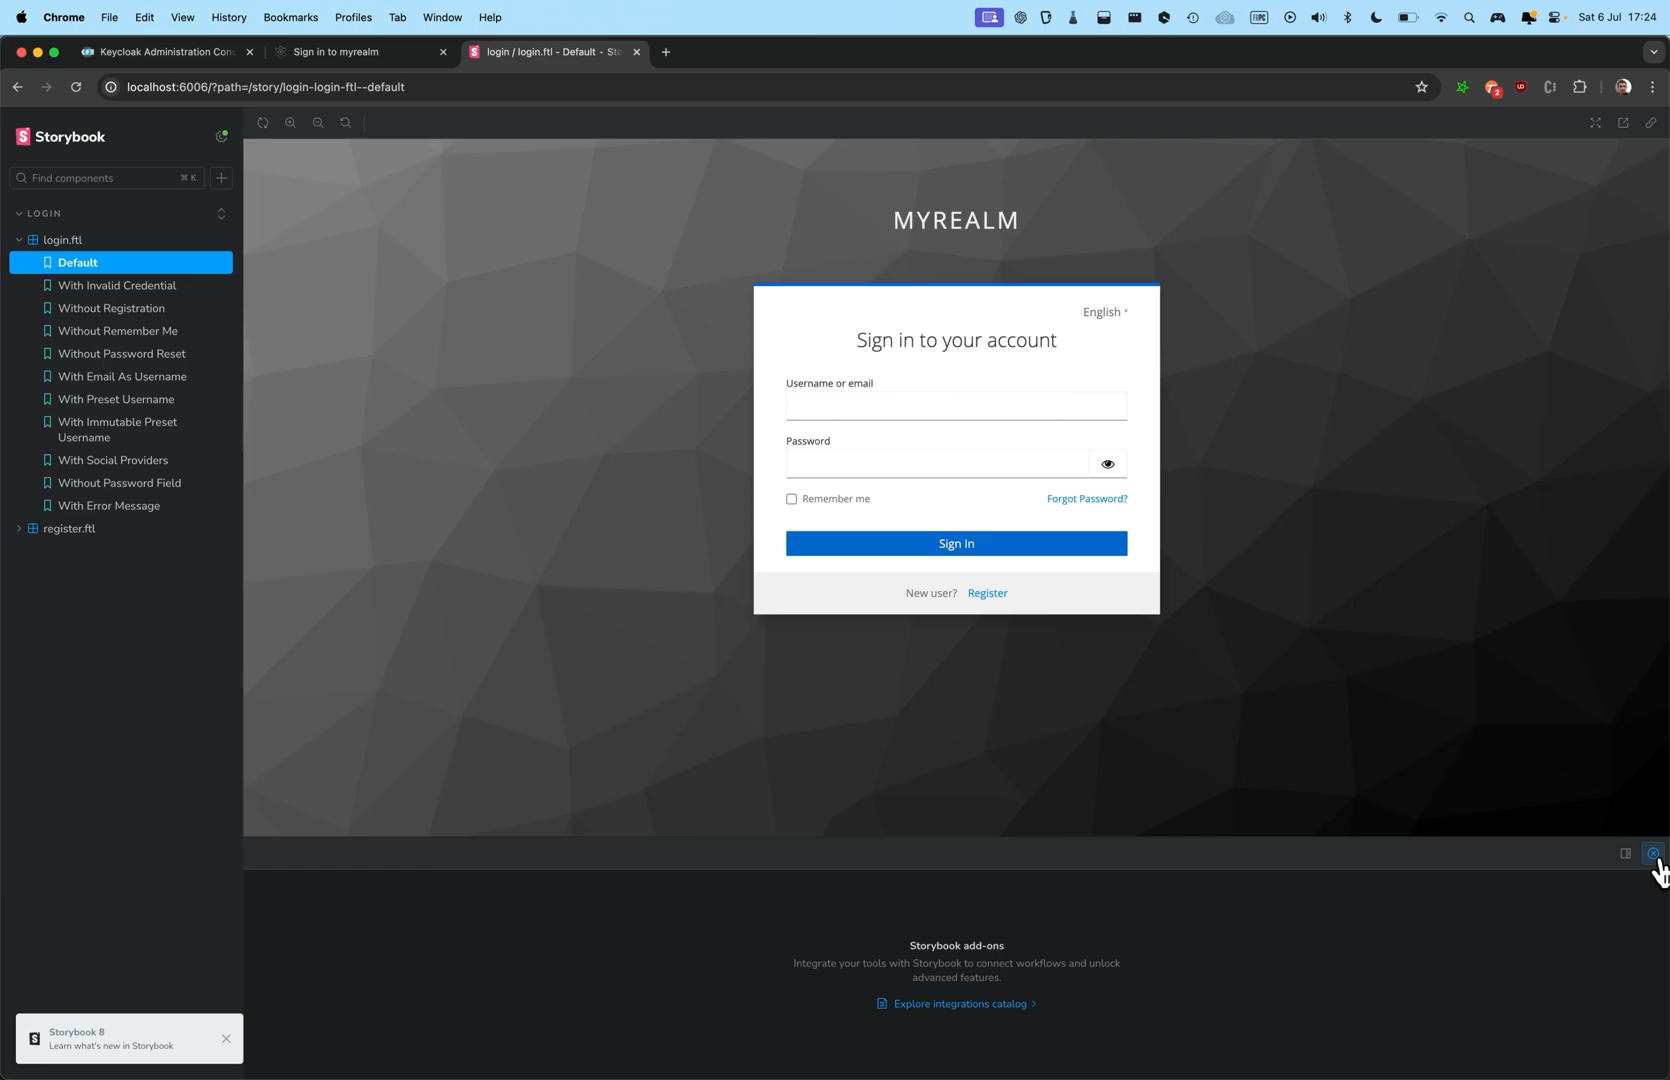 Chrome File Edit View History Bookmarks Profiles Tab Window Help Sat 6 Jul 17:24
Keycloak Administration Con Sign in to myrealm login / login.ftl - Default ⋅ Sto
localhost:6006/?path=/story/login-login-ftl--default 2
Storybook
Find components ⌘ K
LOGIN
login.ftl
Default
With Invalid Credential
Without Registration
Without Remember Me
Without Password Reset
With Email As Username
With Preset Username
With Immutable Preset
Username
With Social Providers
Without Password Field
With Error Message
register.ftl
MYREALM
English
Sign in to your account
Username or email
Password
Remember me Forgot Password?
Sign In
New user? Register
Storybook add-ons
Integrate your tools with Storybook to connect workflows and unlock
advanced features.
Explore integrations catalog
Storybook 8
Learn what's new in Storybook